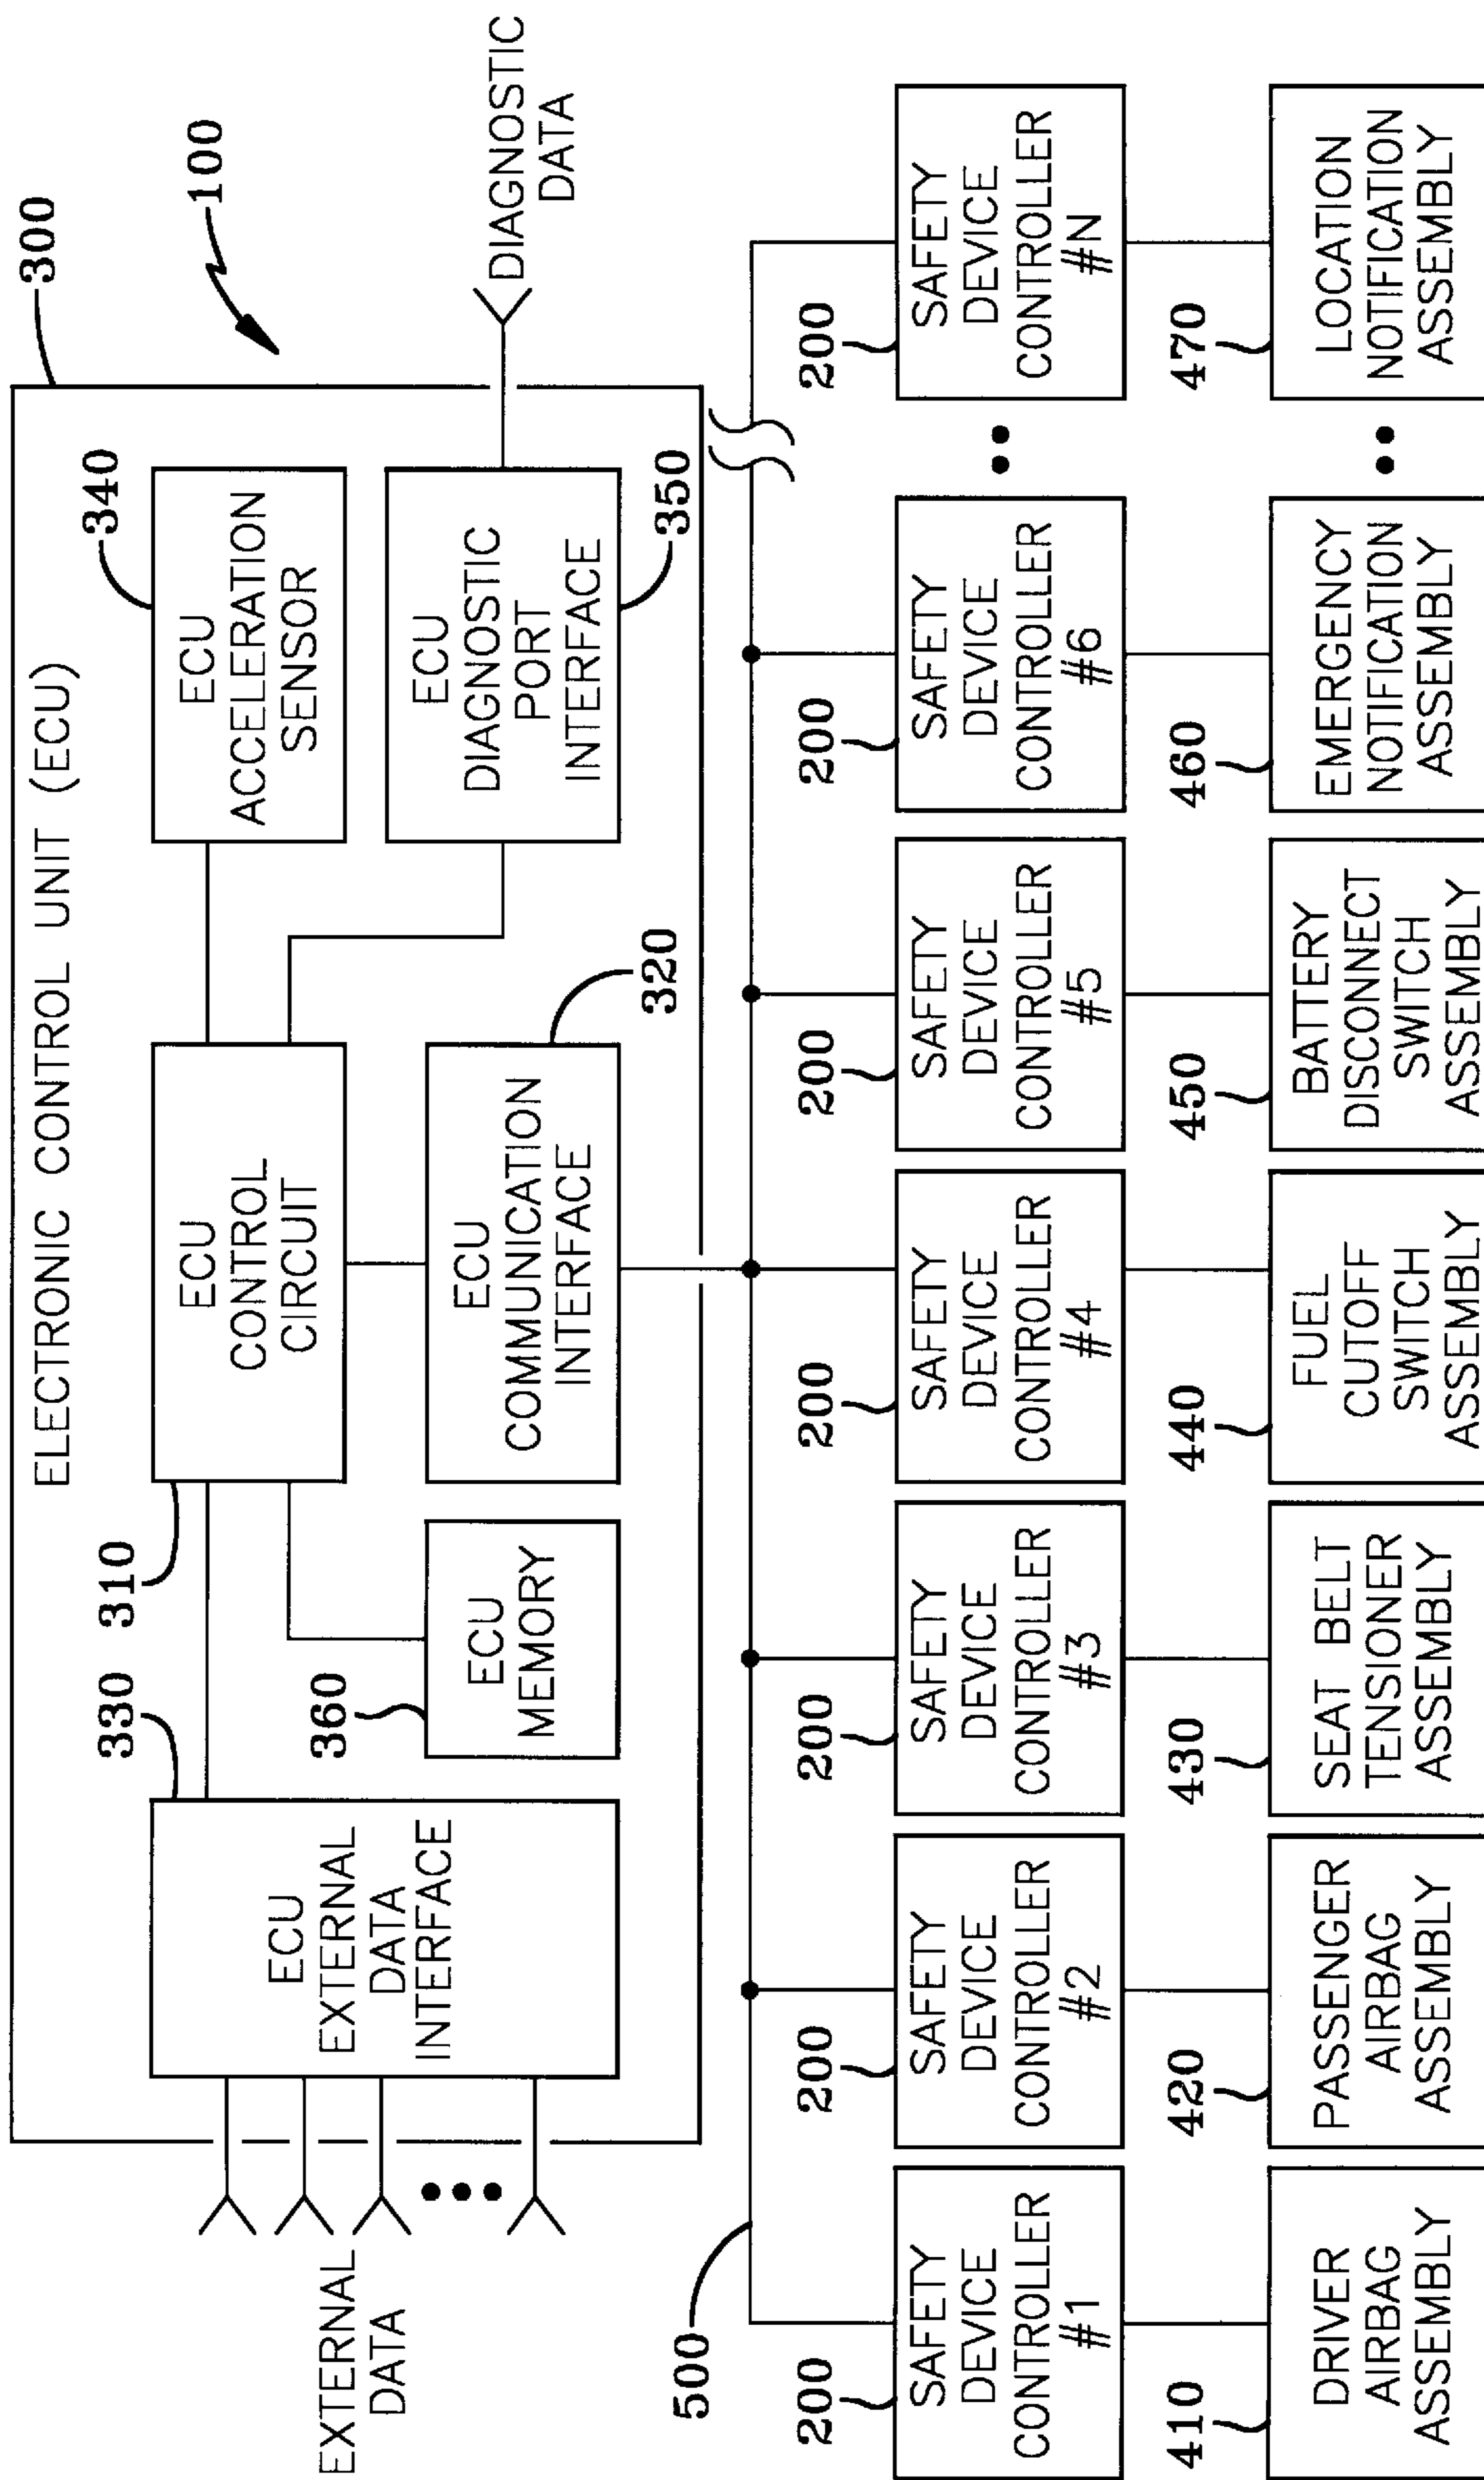 100
300
ELECTRONIC CONTROL UNIT (ECU)
330
310
340
ECU
EXTERNAL
DATA
INTERFACE
ECU
CONTROL
CIRCUIT
ECU
ACCELERATION
SENSOR
EXTERNAL
DATA
360
ECU
MEMORY
ECU
COMMUNICATION
INTERFACE
320
ECU
DIAGNOSTIC
PORT
INTERFACE
350
DIAGNOSTIC
DATA
500
200
SAFETY
DEVICE
CONTROLLER
#1
200
SAFETY
DEVICE
CONTROLLER
#2
200
SAFETY
DEVICE
CONTROLLER
#3
200
SAFETY
DEVICE
CONTROLLER
#4
200
SAFETY
DEVICE
CONTROLLER
#5
200
SAFETY
DEVICE
CONTROLLER
#6
200
SAFETY
DEVICE
CONTROLLER
#N
410
DRIVER
AIRBAG
ASSEMBLY
420
PASSENGER
AIRBAG
ASSEMBLY
430
SEAT BELT
TENSIONER
ASSEMBLY
440
FUEL
CUTOFF
SWITCH
ASSEMBLY
450
BATTERY
DISCONNECT
SWITCH
ASSEMBLY
460
EMERGENCY
NOTIFICATION
ASSEMBLY
470
LOCATION
NOTIFICATION
ASSEMBLY